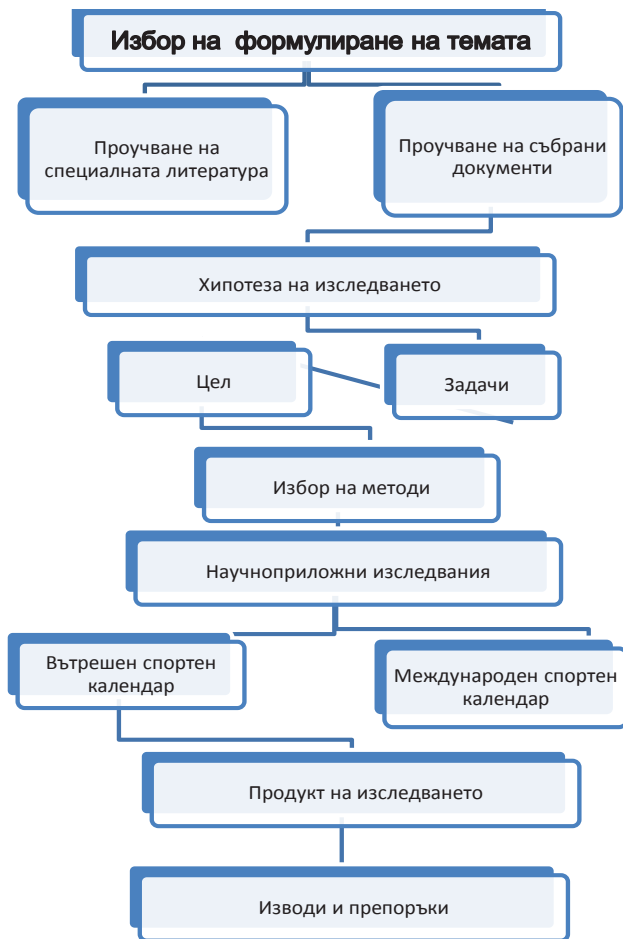 Избор на формулиране на темата
Проучване на
специалната литература
Проучване на събрани
документи
Хипотеза на изследването
Цел
Задачи
Избор на методи
Научноприложни изследвания
Вътрешен спортен
календар
Международен спортен
календар
Продукт на изследването
Изводи и препоръки